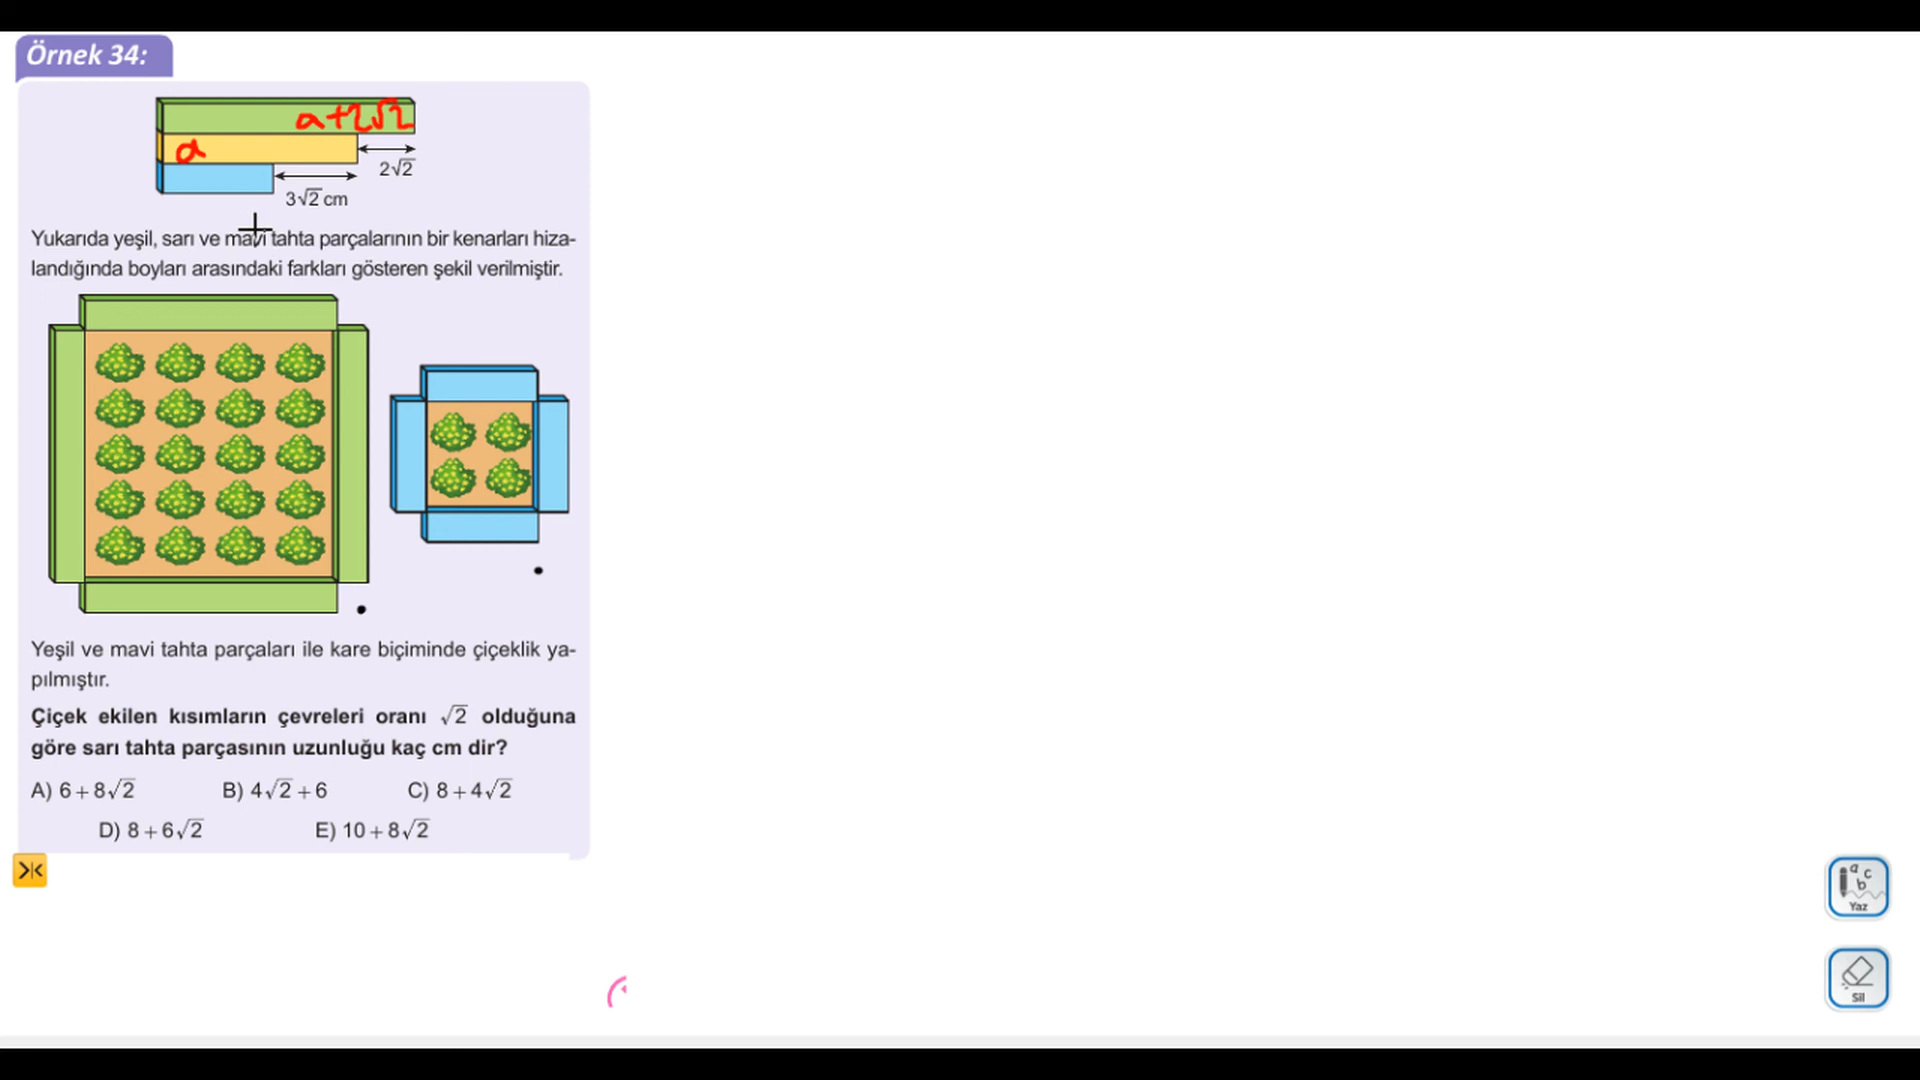 Örnek 34:
a+2√2
a
2√2
3√2 cm
Yukarıda yeşil, sarı ve mavi tahta parçalarının bir kenarları hiza-
landığında boyları arasındaki farkları gösteren şekil verilmiştir.
Yeşil ve mavi tahta parçaları ile kare biçiminde çiçeklik ya-
pılmıştır.
Çiçek ekilen kısımların çevreleri oranı √2 olduğuna
göre sarı tahta parçasının uzunluğu kaç cm dir?
A) 6 + 8√2 B) 4√2 + 6 C) 8 + 4√2
D) 8 + 6√2 E) 10 + 8√2
a b c
Yaz
Sil